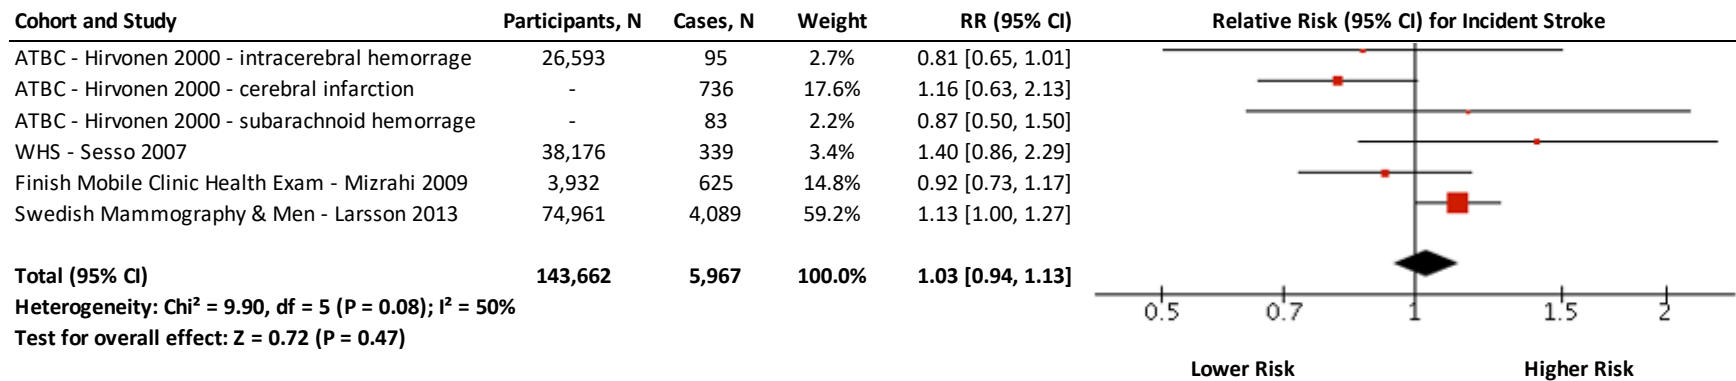 Cohort and Study Participants, N Cases, N Weight RR (95% CI) Relative Risk (95% CI) for Incident Stroke
ATBC - Hirvonen 2000 - intracerebral hemorrage 26,593 95 2.7% 0.81 [0.65, 1.01]
ATBC - Hirvonen 2000 - cerebral infarction - 736 17.6% 1.16 [0.63, 2.13]
ATBC - Hirvonen 2000 - subarachnoid hemorrage - 83 2.2% 0.87 [0.50, 1.50]
WHS - Sesso 2007 38,176 339 3.4% 1.40 [0.86, 2.29]
Finish Mobile Clinic Health Exam - Mizrahi 2009 3,932 625 14.8% 0.92 [0.73, 1.17]
Swedish Mammography & Men - Larsson 2013 74,961 4,089 59.2% 1.13 [1.00, 1.27]
Total (95% CI) 143,662 5,967 100.0% 1.03 [0.94, 1.13]
Heterogeneity: Chi² = 9.90, df = 5 (P = 0.08); I² = 50%
0.5 0.7 1 1.5 2
Test for overall effect: Z = 0.72 (P = 0.47)
Lower Risk Higher Risk